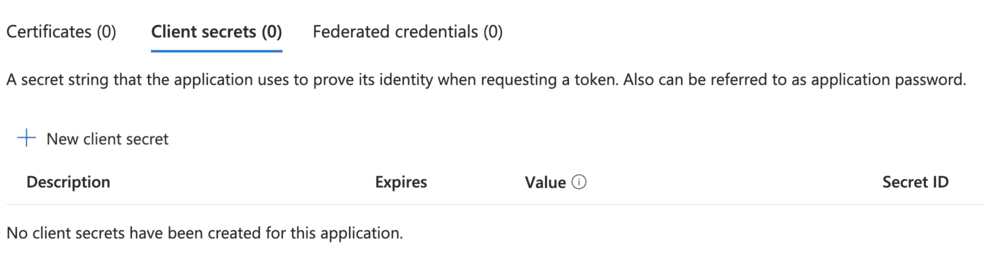 Certificates (0) Client secrets (0) Federated credentials (0)
A secret string that the application uses to prove its identity when requesting a token. Also can be referred to as application password.
New client secret
Description Expires Value Secret ID
No client secrets have been created for this application.